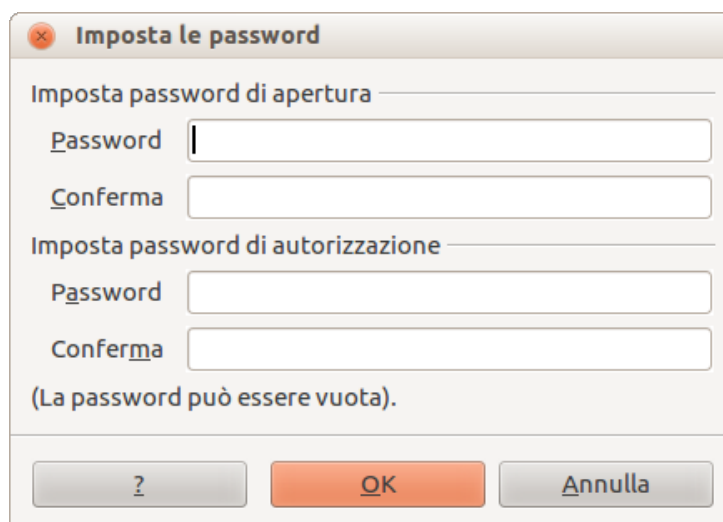 Imposta le password
Imposta password di apertura
Password
Conferma
Imposta password di autorizzazione
Password
Conferma
(La password può essere vuota).
? OK Annulla